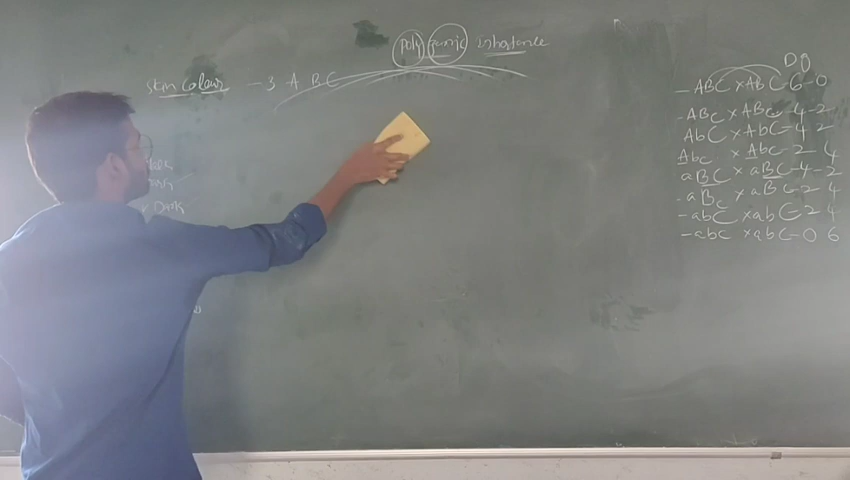 Poly genic Inheritance
Skin Colour - 3 A B C
Dark
D
- ABC × ABC - 6 - 0
- ABc × ABc - 4 - 2
AbC × AbC - 4 2
Abc × Abc - 2 4
aBC × aBC - 4 - 2
- aBc × aBc - 2 4
- abC × abC - 2 4
- abc × abc - 0 6